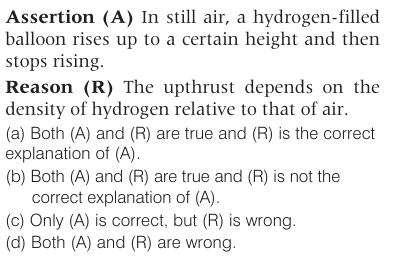 Assertion (A) In still air, a hydrogen-filled
balloon rises up to a certain height and then
stops rising.
Reason (R) The upthrust depends on the
density of hydrogen relative to that of air.
(a) Both (A) and (R) are true and (R) is the correct
explanation of (A).
(b) Both (A) and (R) are true and (R) is not the
correct explanation of (A).
(c) Only (A) is correct, but (R) is wrong.
(d) Both (A) and (R) are wrong.